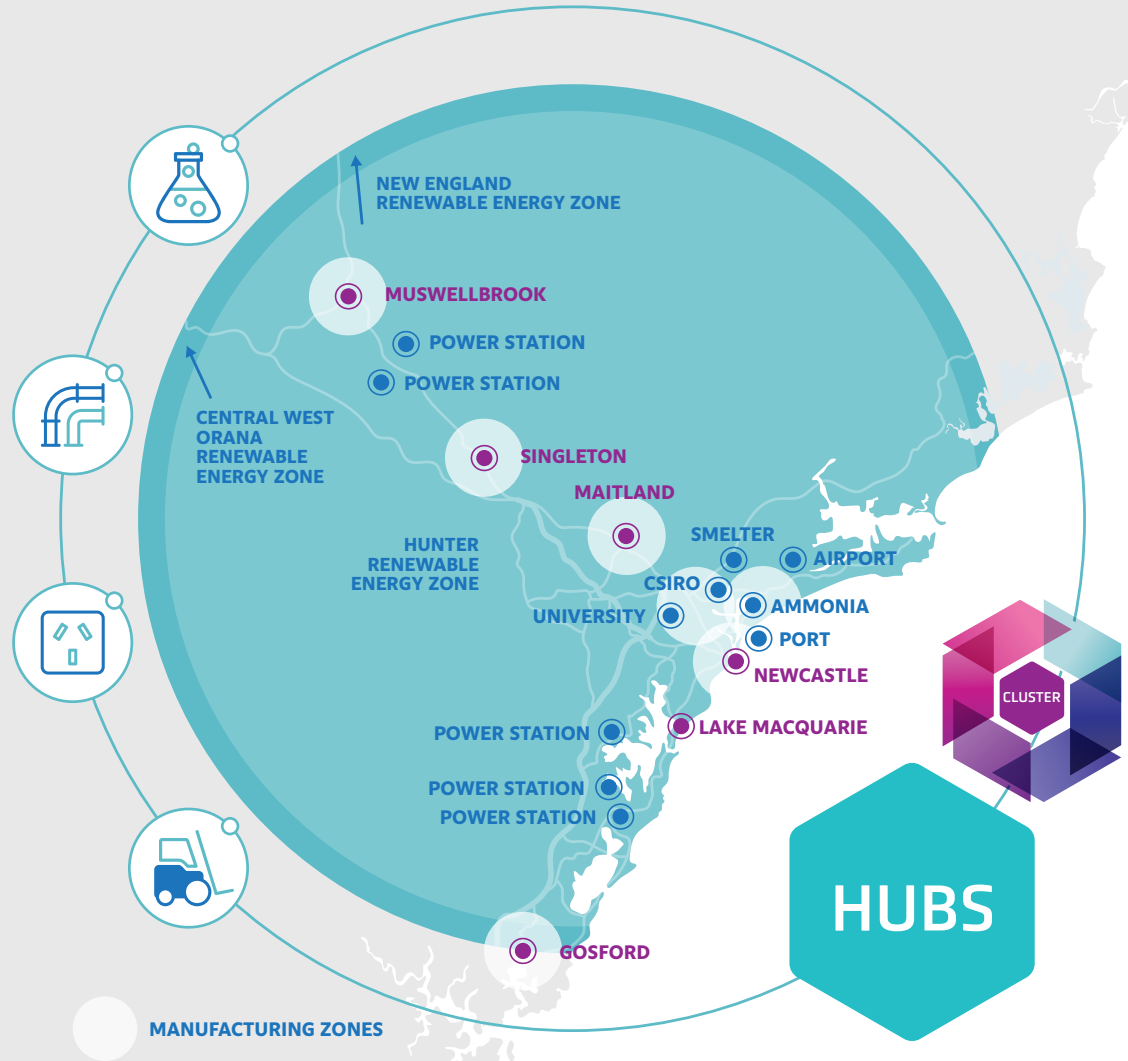 NEW ENGLAND
RENEWABLE ENERGY ZONE
MUSWELLBROOK
POWER STATION
POWER STATION
CENTRAL WEST
ORANA
RENEWABLE
ENERGY ZONE
SINGLETON
MAITLAND
HUNTER
RENEWABLE
ENERGY ZONE
SMELTER
AIRPORT
CSIRO
AMMONIA
UNIVERSITY
PORT
NEWCASTLE
CLUSTER
LAKE MACQUARIE
POWER STATION
POWER STATION
POWER STATION
HUBS
GOSFORD
MANUFACTURING ZONES